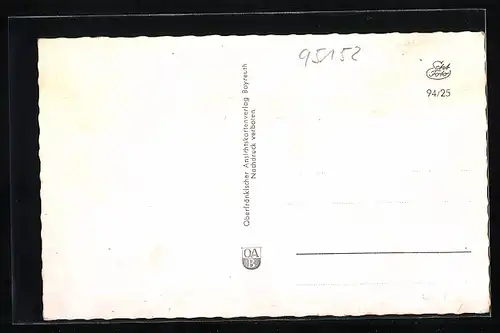 95152
Echt
Foto
94/25
Oberfränkischer Ansichtskartenverlag Bayreuth
Nachdruck verboten
OA
B